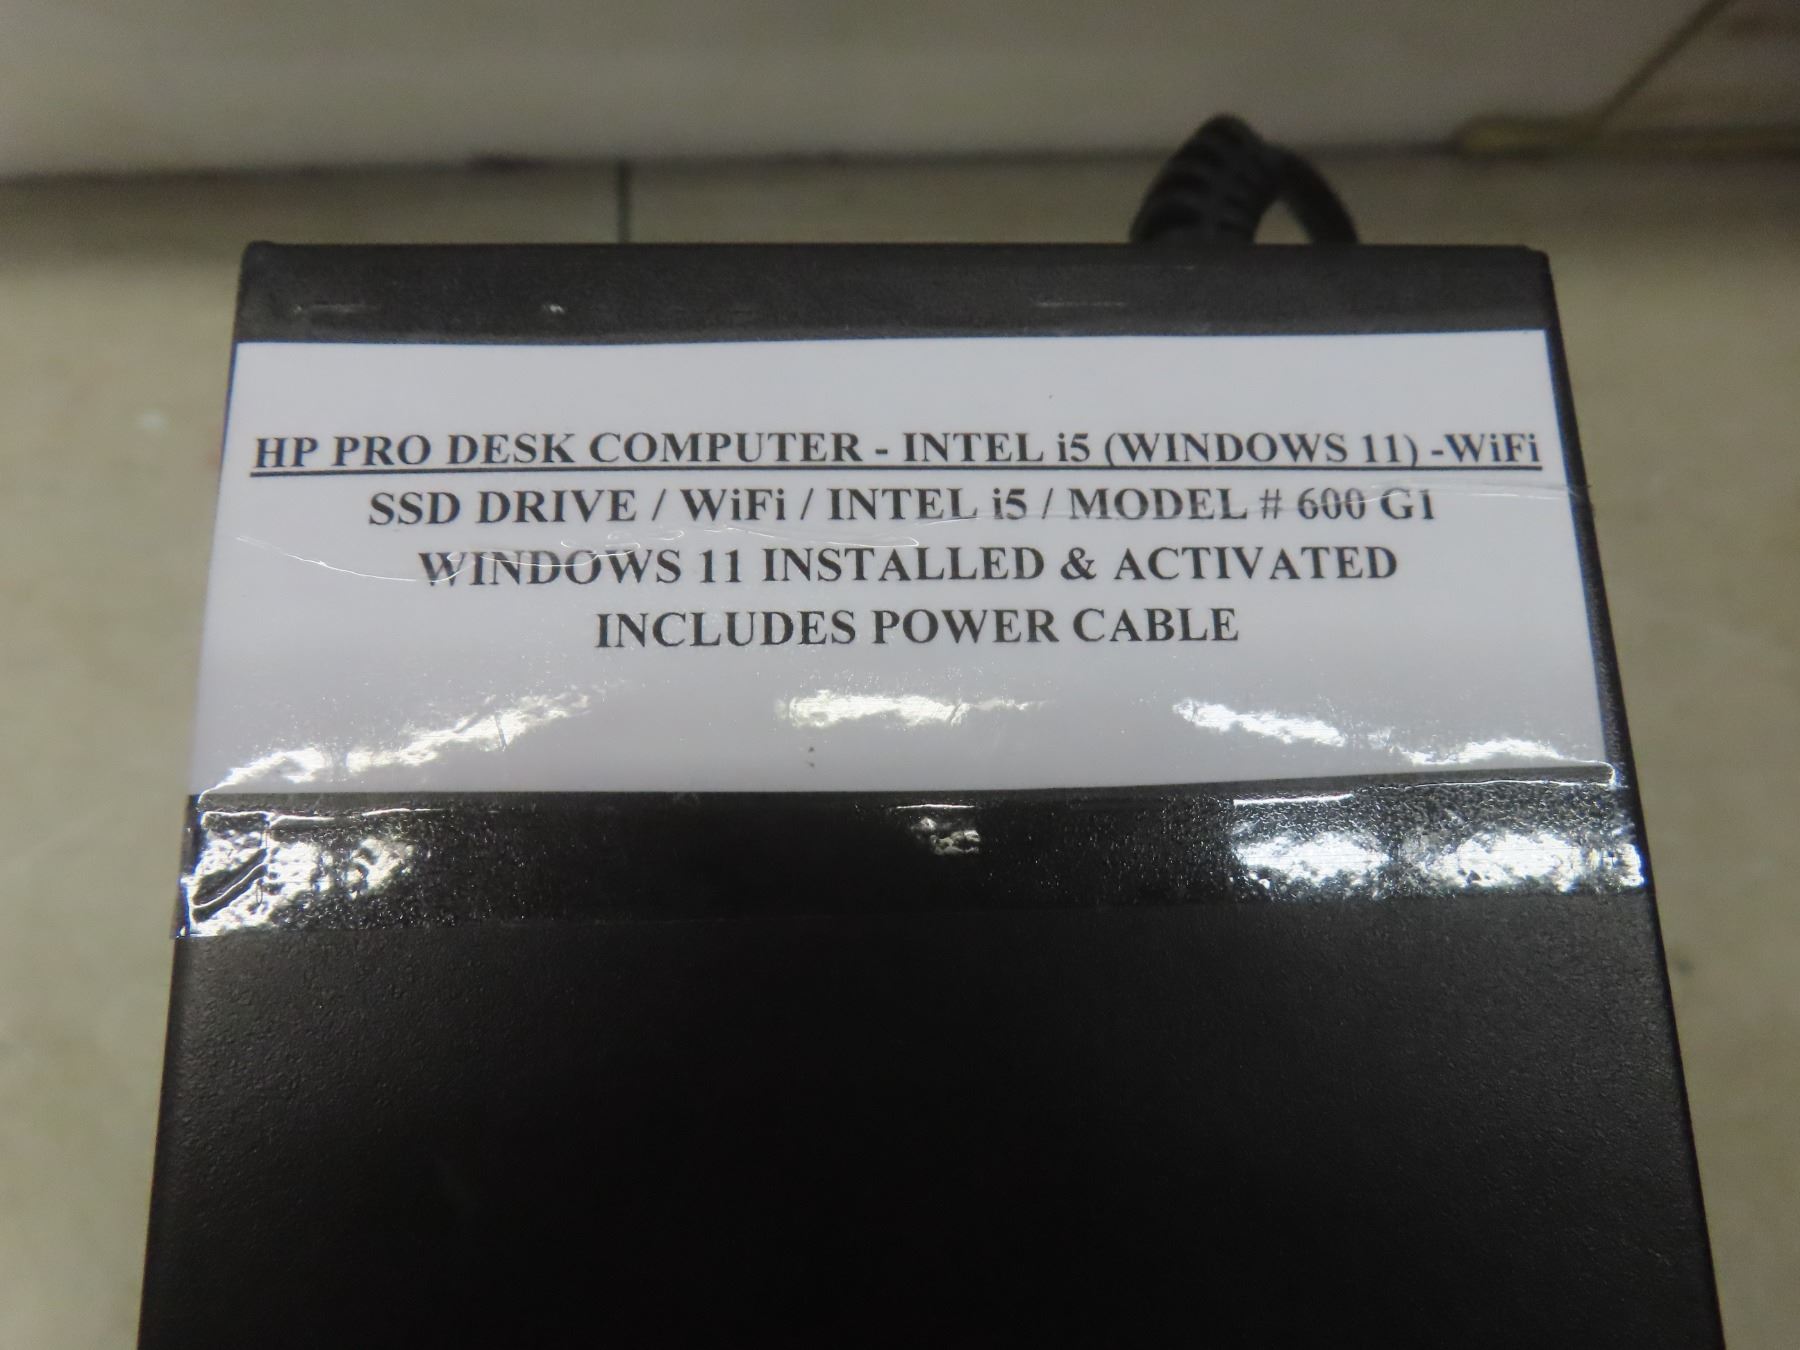 HP PRO DESK COMPUTER - INTEL i5 (WINDOWS 11) -WiFi
SSD DRIVE / WiFi / INTEL i5 / MODEL # 600 G1
WINDOWS 11 INSTALLED & ACTIVATED
INCLUDES POWER CABLE